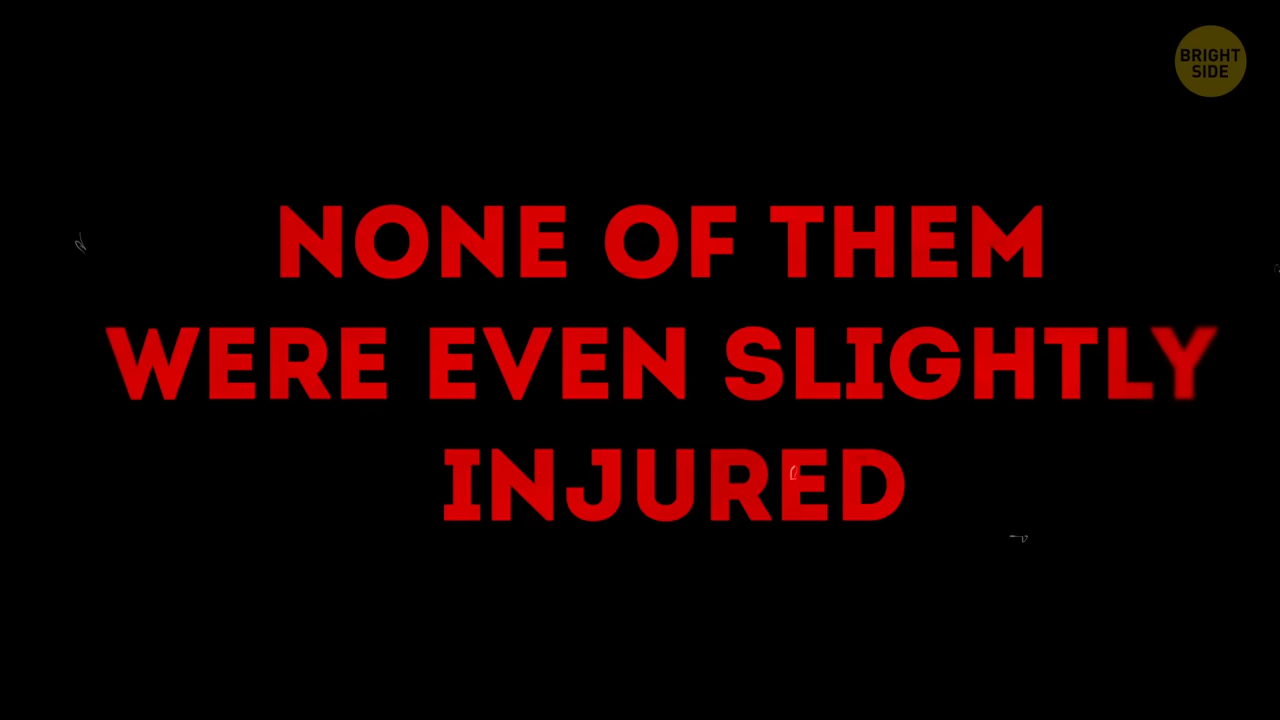 BRIGHT
SIDE
NONE OF THEM
WERE EVEN SLIGHTLY
INJURED